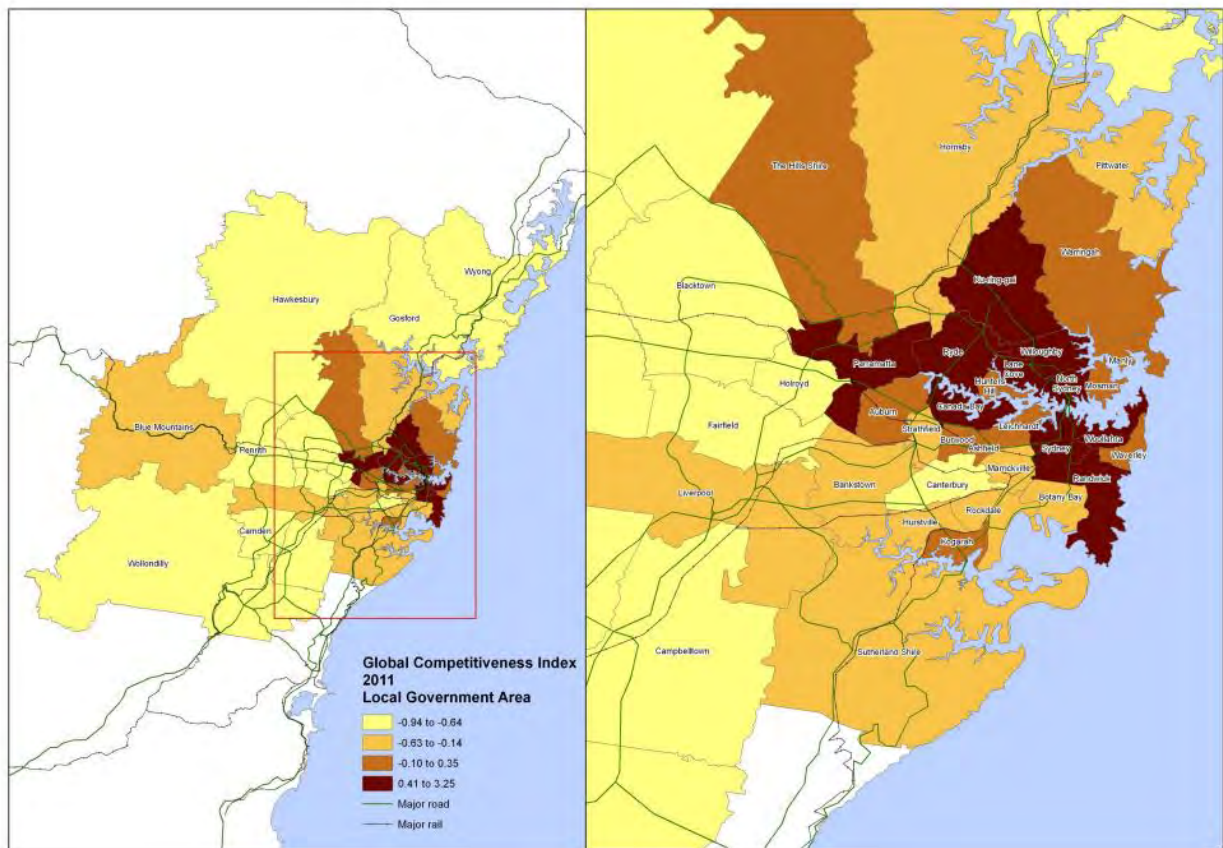 Wyong
Hawkesbury
Gosford
Blue Mountains
Penrith
Camden
Wollondilly
Global Competitiveness Index
2011
Local Government Area
-0.94 to -0.64
-0.63 to -0.14
-0.10 to 0.35
0.41 to 3.25
Major road
Major rail
Hornsby
Pittwater
The Hills Shire
Warringah
Ku-ring-gai
Blacktown
Ryde
Willoughby
Parramatta
Manly
Lane
Cove
Holroyd
Hunters
Hill
North
Sydney
Mosman
Auburn
Canada Bay
Leichhardt
Fairfield
Strathfield
Burwood
Ashfield
Sydney
Woollahra
Waverley
Marrickville
Randwick
Liverpool
Bankstown
Canterbury
Botany Bay
Rockdale
Hurstville
Kogarah
Campbelltown
Sutherland Shire